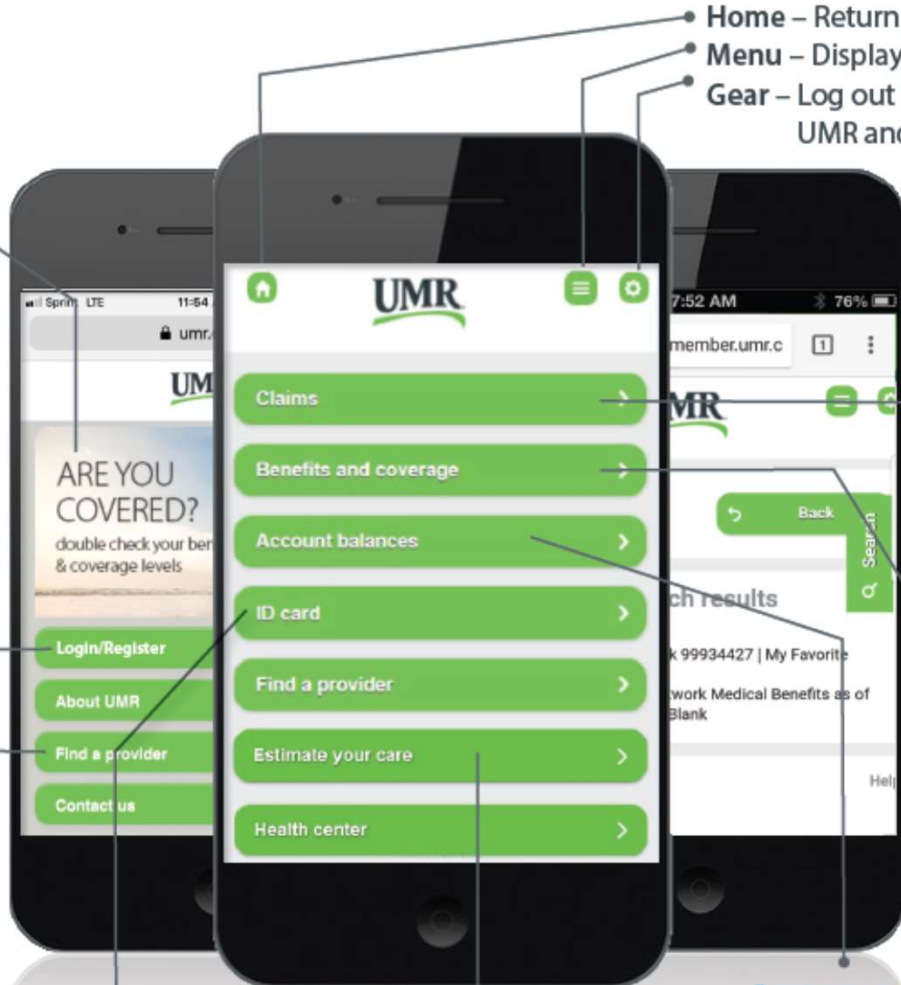 Home – Return
Menu – Display
Gear – Log out
UMR and
Sprint LTE
11:54
umr.
UM
ARE YOU
COVERED?
double check your ben
& coverage levels
Login/Register
About UMR
Find a provider
Contact us
UMR
Claims
Benefits and coverage
Account balances
ID card
Find a provider
Estimate your care
Health center
7:52 AM
76%
member.umr.c
1
MR
Back
Search
ch results
k 99934427 | My Favorite
twork Medical Benefits as of
Blank
Help